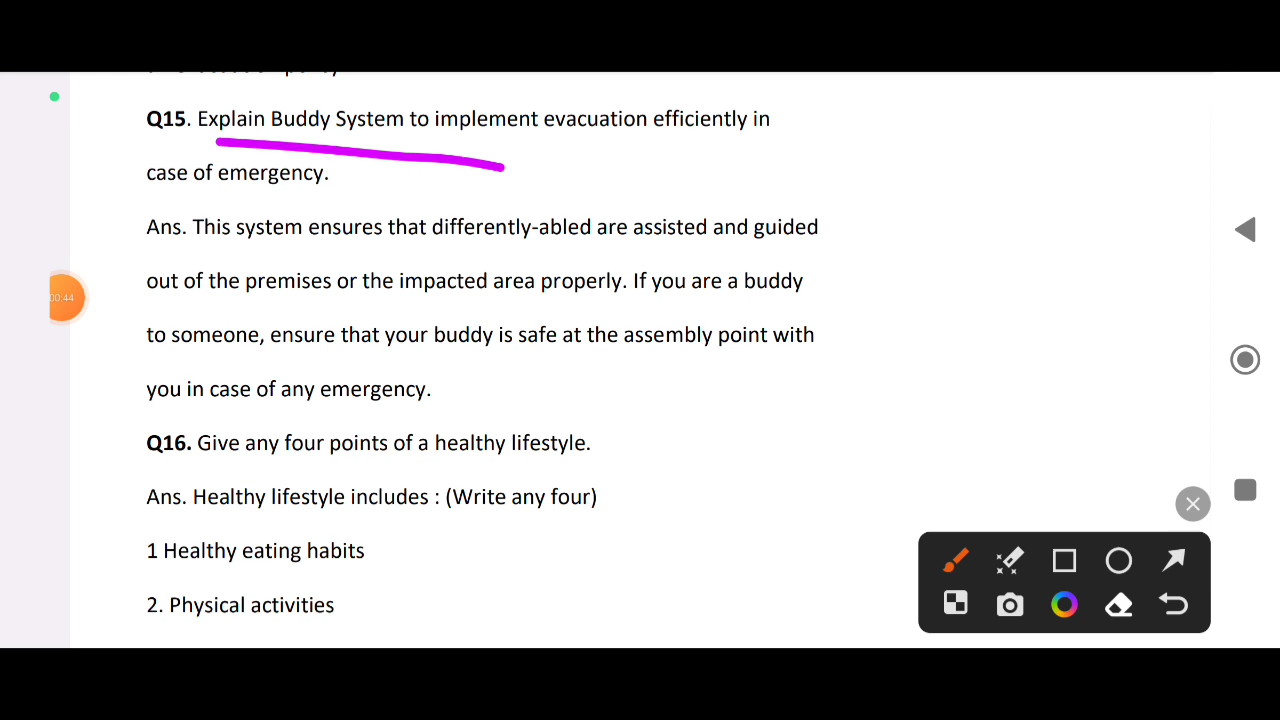 Q15. Explain Buddy System to implement evacuation efficiently in
case of emergency.
Ans. This system ensures that differently-abled are assisted and guided
out of the premises or the impacted area properly. If you are a buddy
to someone, ensure that your buddy is safe at the assembly point with
you in case of any emergency.
Q16. Give any four points of a healthy lifestyle.
Ans. Healthy lifestyle includes : (Write any four)
1 Healthy eating habits
2. Physical activities
00:44